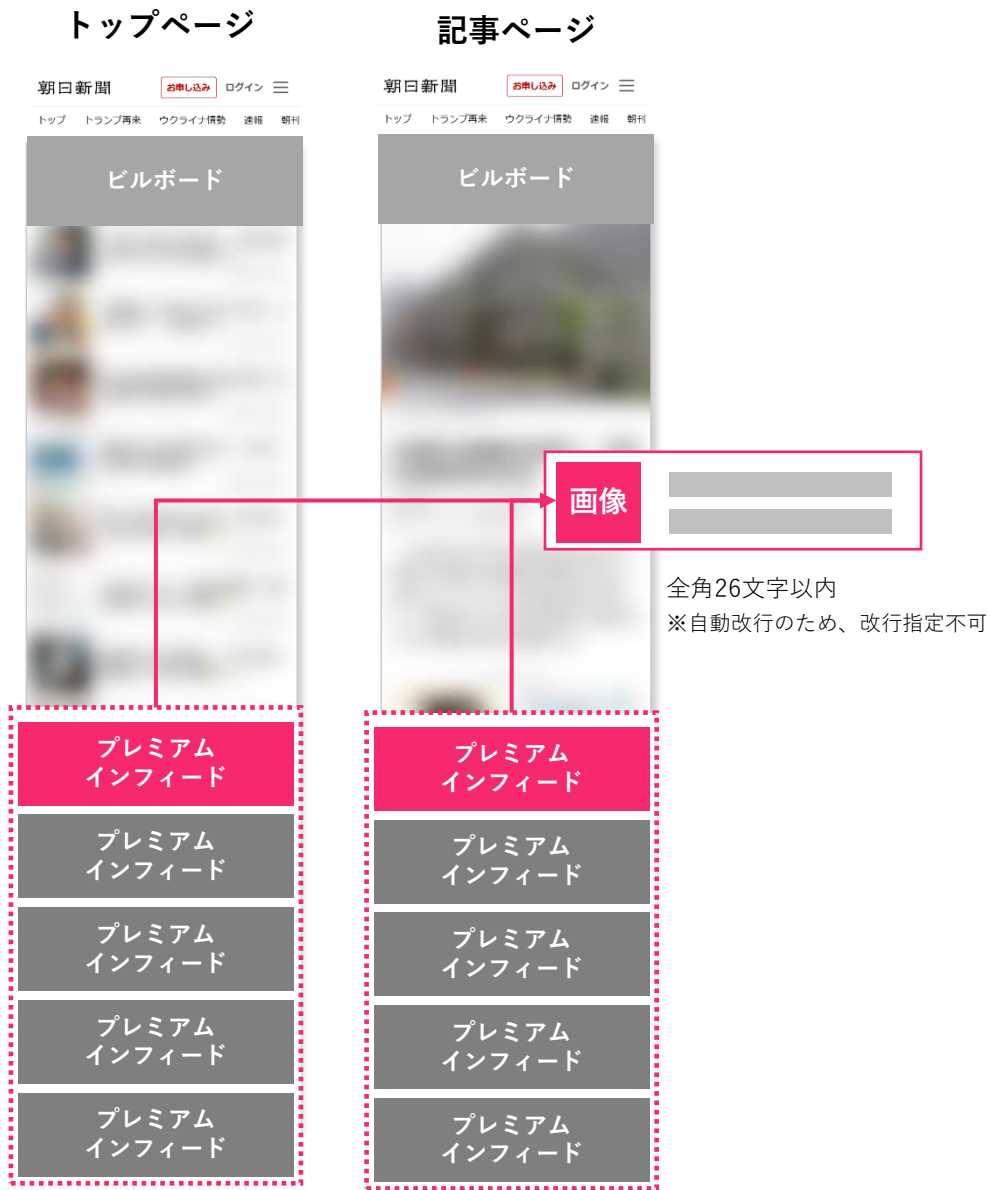 トップページ
朝日新聞
お申し込み
ログイン
トップ
トランプ再来
ウクライナ情勢
速報
朝刊
ビルボード
プレミアム
インフィード
プレミアム
インフィード
プレミアム
インフィード
プレミアム
インフィード
プレミアム
インフィード
記事ページ
朝日新聞
お申し込み
ログイン
トップ
トランプ再来
ウクライナ情勢
速報
朝刊
ビルボード
画像
全角26文字以内
※自動改行のため、改行指定不可
プレミアム
インフィード
プレミアム
インフィード
プレミアム
インフィード
プレミアム
インフィード
プレミアム
インフィード